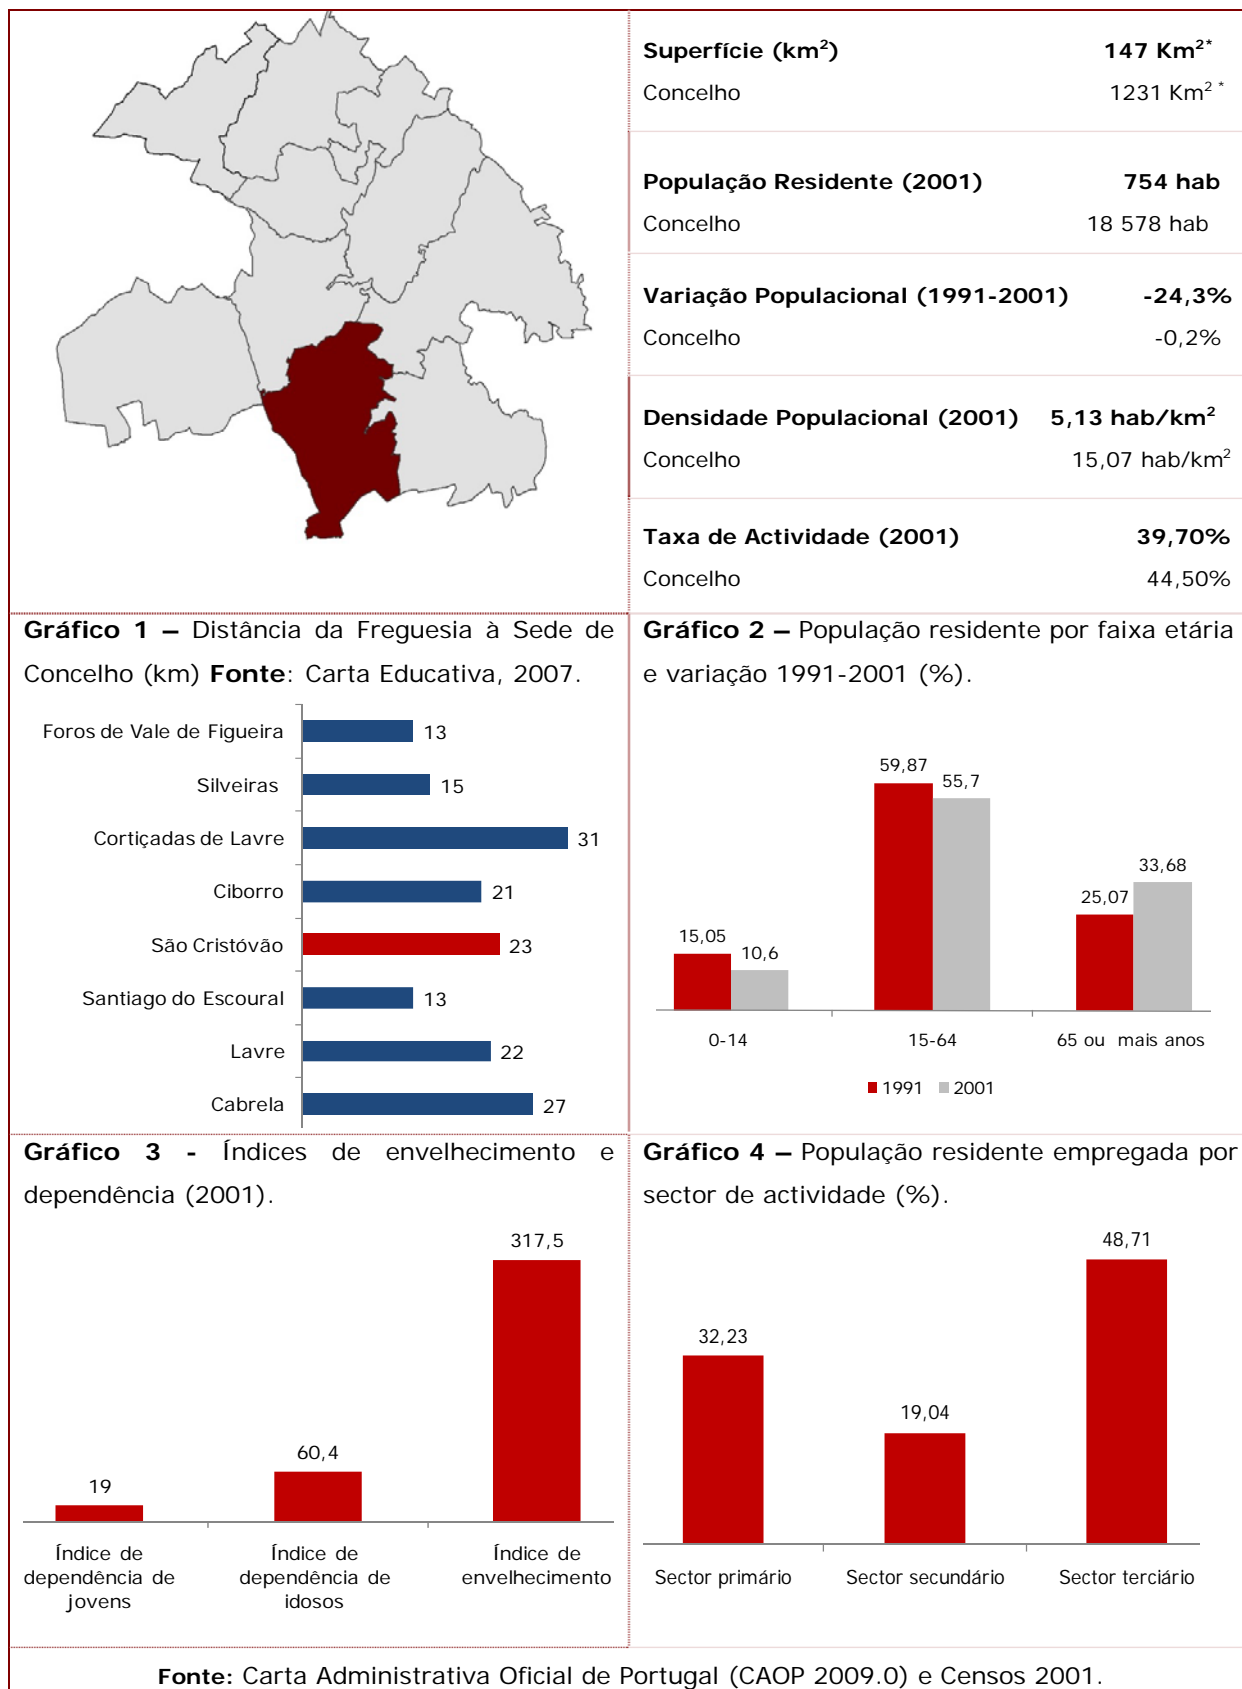 Superfície (km²) 147 Km²*
Concelho 1231 Km² *
População Residente (2001) 754 hab
Concelho 18 578 hab
Variação Populacional (1991-2001) -24,3%
Concelho -0,2%
Densidade Populacional (2001) 5,13 hab/km²
Concelho 15,07 hab/km²
Taxa de Actividade (2001) 39,70%
Concelho 44,50%
Gráfico 1 – Distância da Freguesia à Sede de
Concelho (km) Fonte: Carta Educativa, 2007.
Foros de Vale de Figueira 13
Silveiras 15
Cortiçadas de Lavre 31
Ciborro 21
São Cristóvão 23
Santiago do Escoural 13
Lavre 22
Cabrela 27
Gráfico 2 – População residente por faixa etária
e variação 1991-2001 (%).
59,87
55,7
33,68
25,07
15,05
10,6
0-14 15-64 65 ou mais anos
1991 2001
Gráfico 3 - Índices de envelhecimento e
dependência (2001).
317,5
60,4
19
Índice de
dependência de
jovens
Índice de
dependência de
idosos
Índice de
envelhecimento
Gráfico 4 – População residente empregada por
sector de actividade (%).
48,71
32,23
19,04
Sector primário Sector secundário Sector terciário
Fonte: Carta Administrativa Oficial de Portugal (CAOP 2009.0) e Censos 2001.